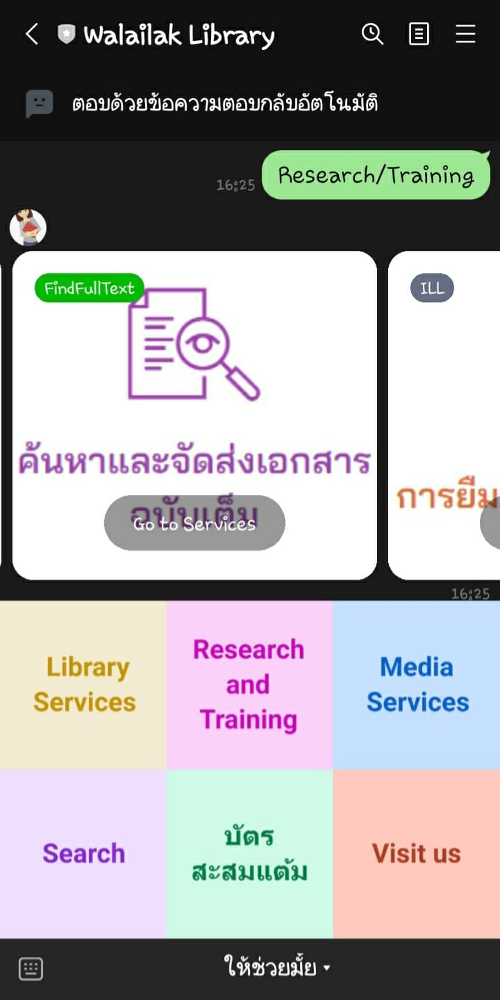 Walailak Library
ตอบด้วยข้อความตอบกลับอัตโนมัติ
Research/Training
16:25
FindFullText
ค้นหาและจัดส่งเอกสาร
ฉบับเต็ม
Go to Services
ILL
การยืม
16:25
Library
Services
Research
and
Training
Media
Services
Search
บัตร
สะสมแต้ม
Visit us
ให้ช่วยมั้ย